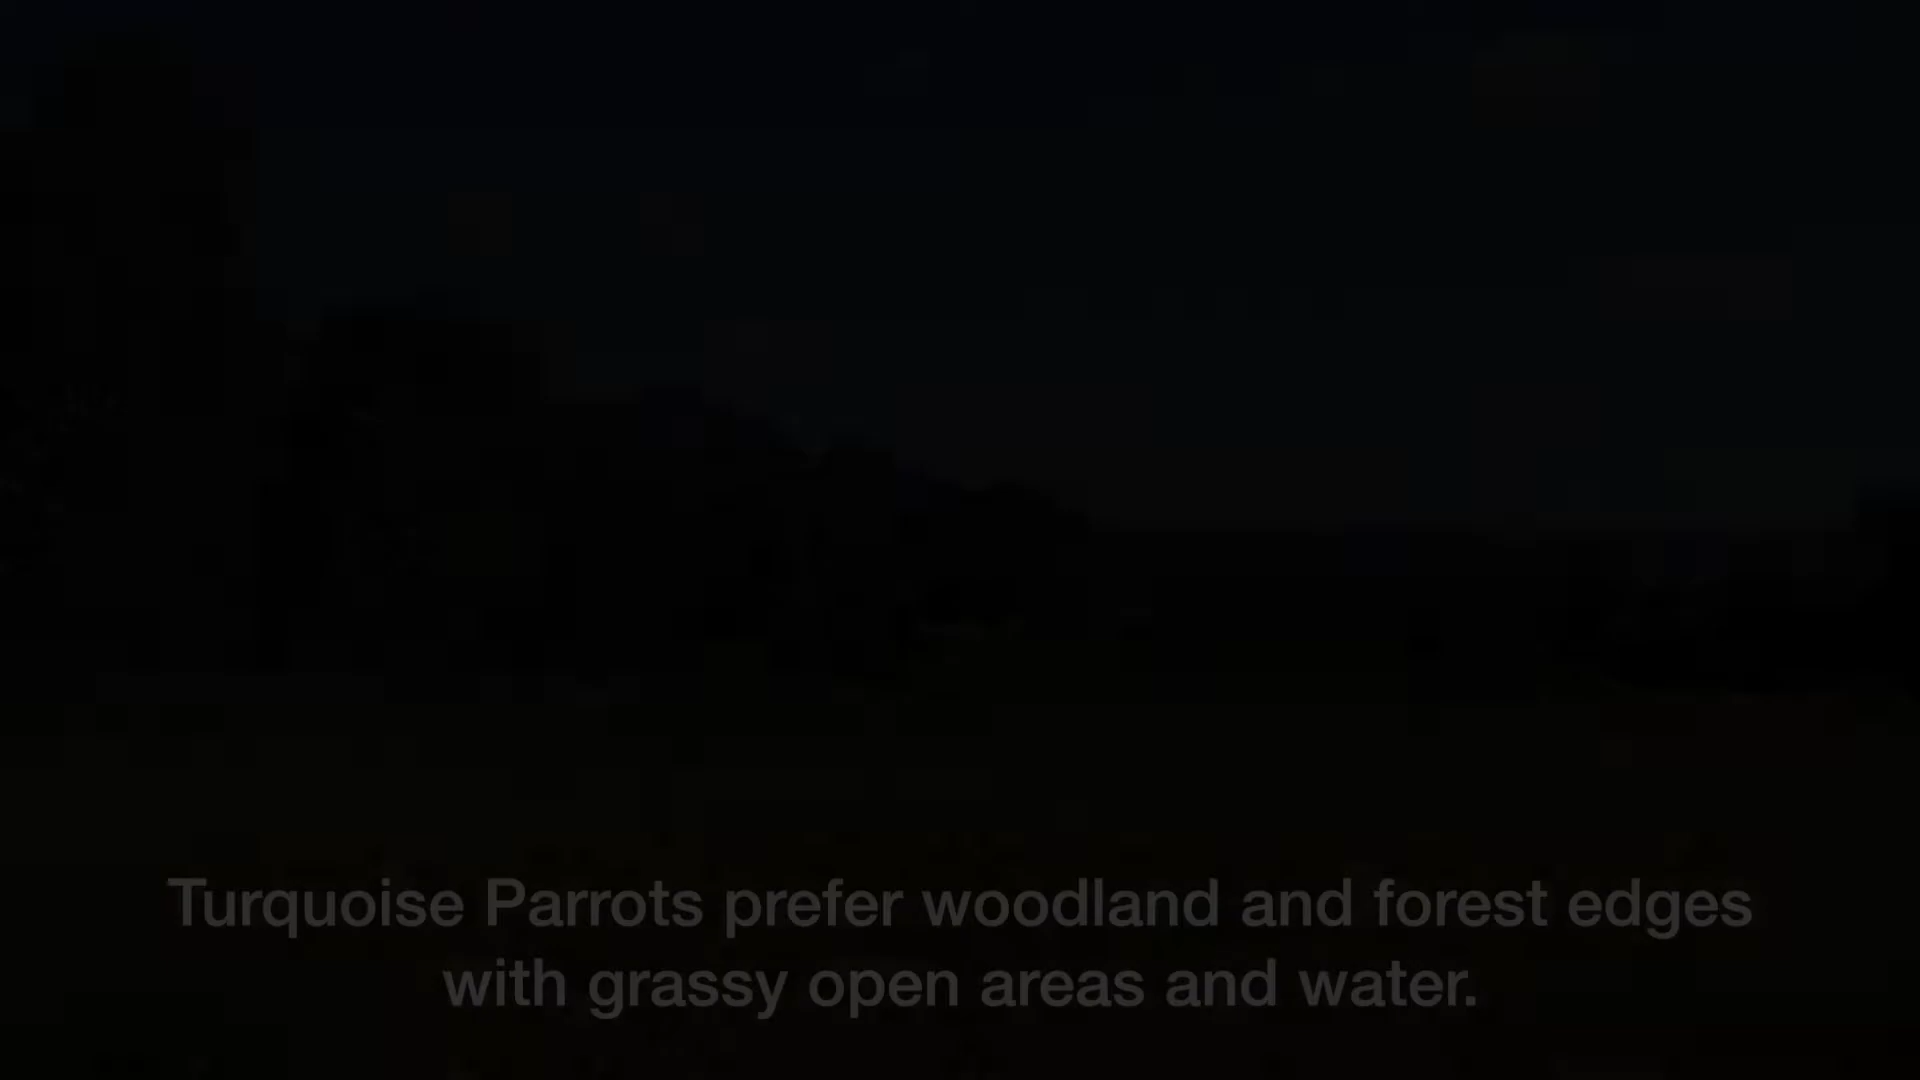 Turquoise Parrots prefer woodland and forest edges
with grassy open areas and water.